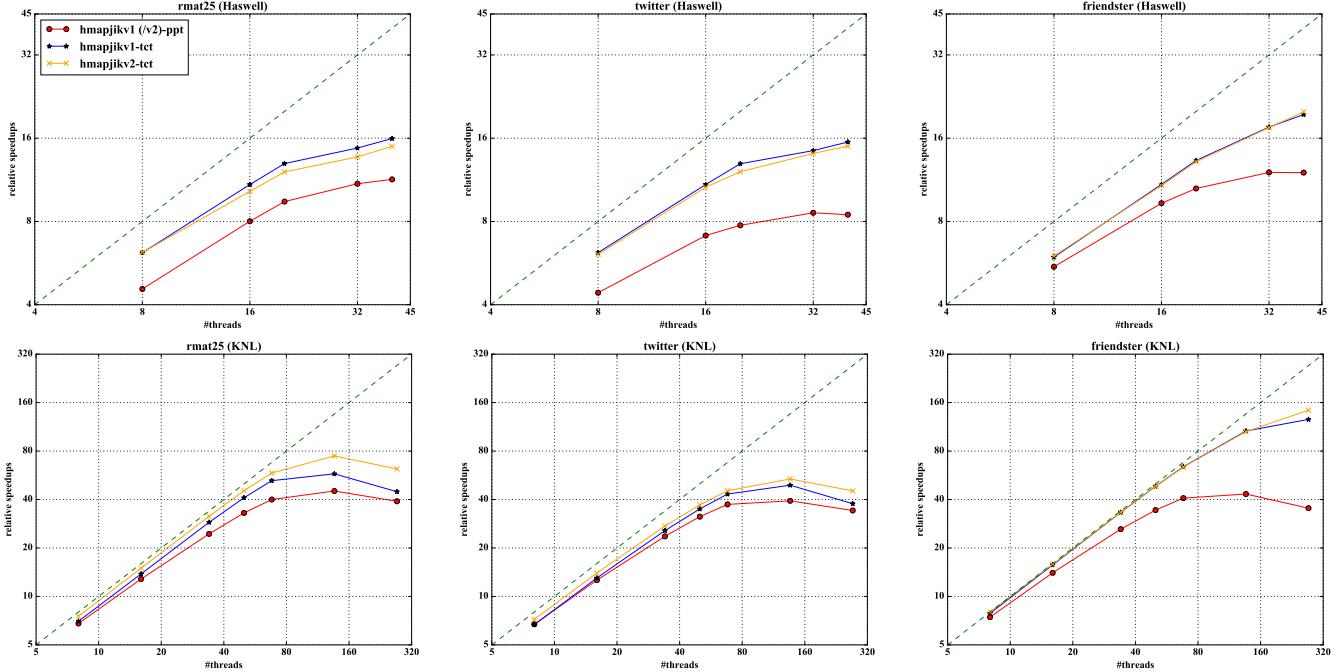 rmat25 (Haswell)
45
32
16
8
4
relative speedups
hmapjikv1 (/v2)-ppt
hmapjikv1-tct
hmapjikv2-tct
4 8 16 32 45
#threads
twitter (Haswell)
45
32
16
8
4
relative speedups
4 8 16 32 45
#threads
friendster (Haswell)
45
32
16
8
4
relative speedups
4 8 16 32 45
#threads
rmat25 (KNL)
320
160
80
40
20
10
5
relative speedups
5 10 20 40 80 160 320
#threads
twitter (KNL)
320
160
80
40
20
10
5
relative speedups
5 10 20 40 80 160 320
#threads
friendster (KNL)
320
160
80
40
20
10
5
relative speedups
5 10 20 40 80 160 320
#threads